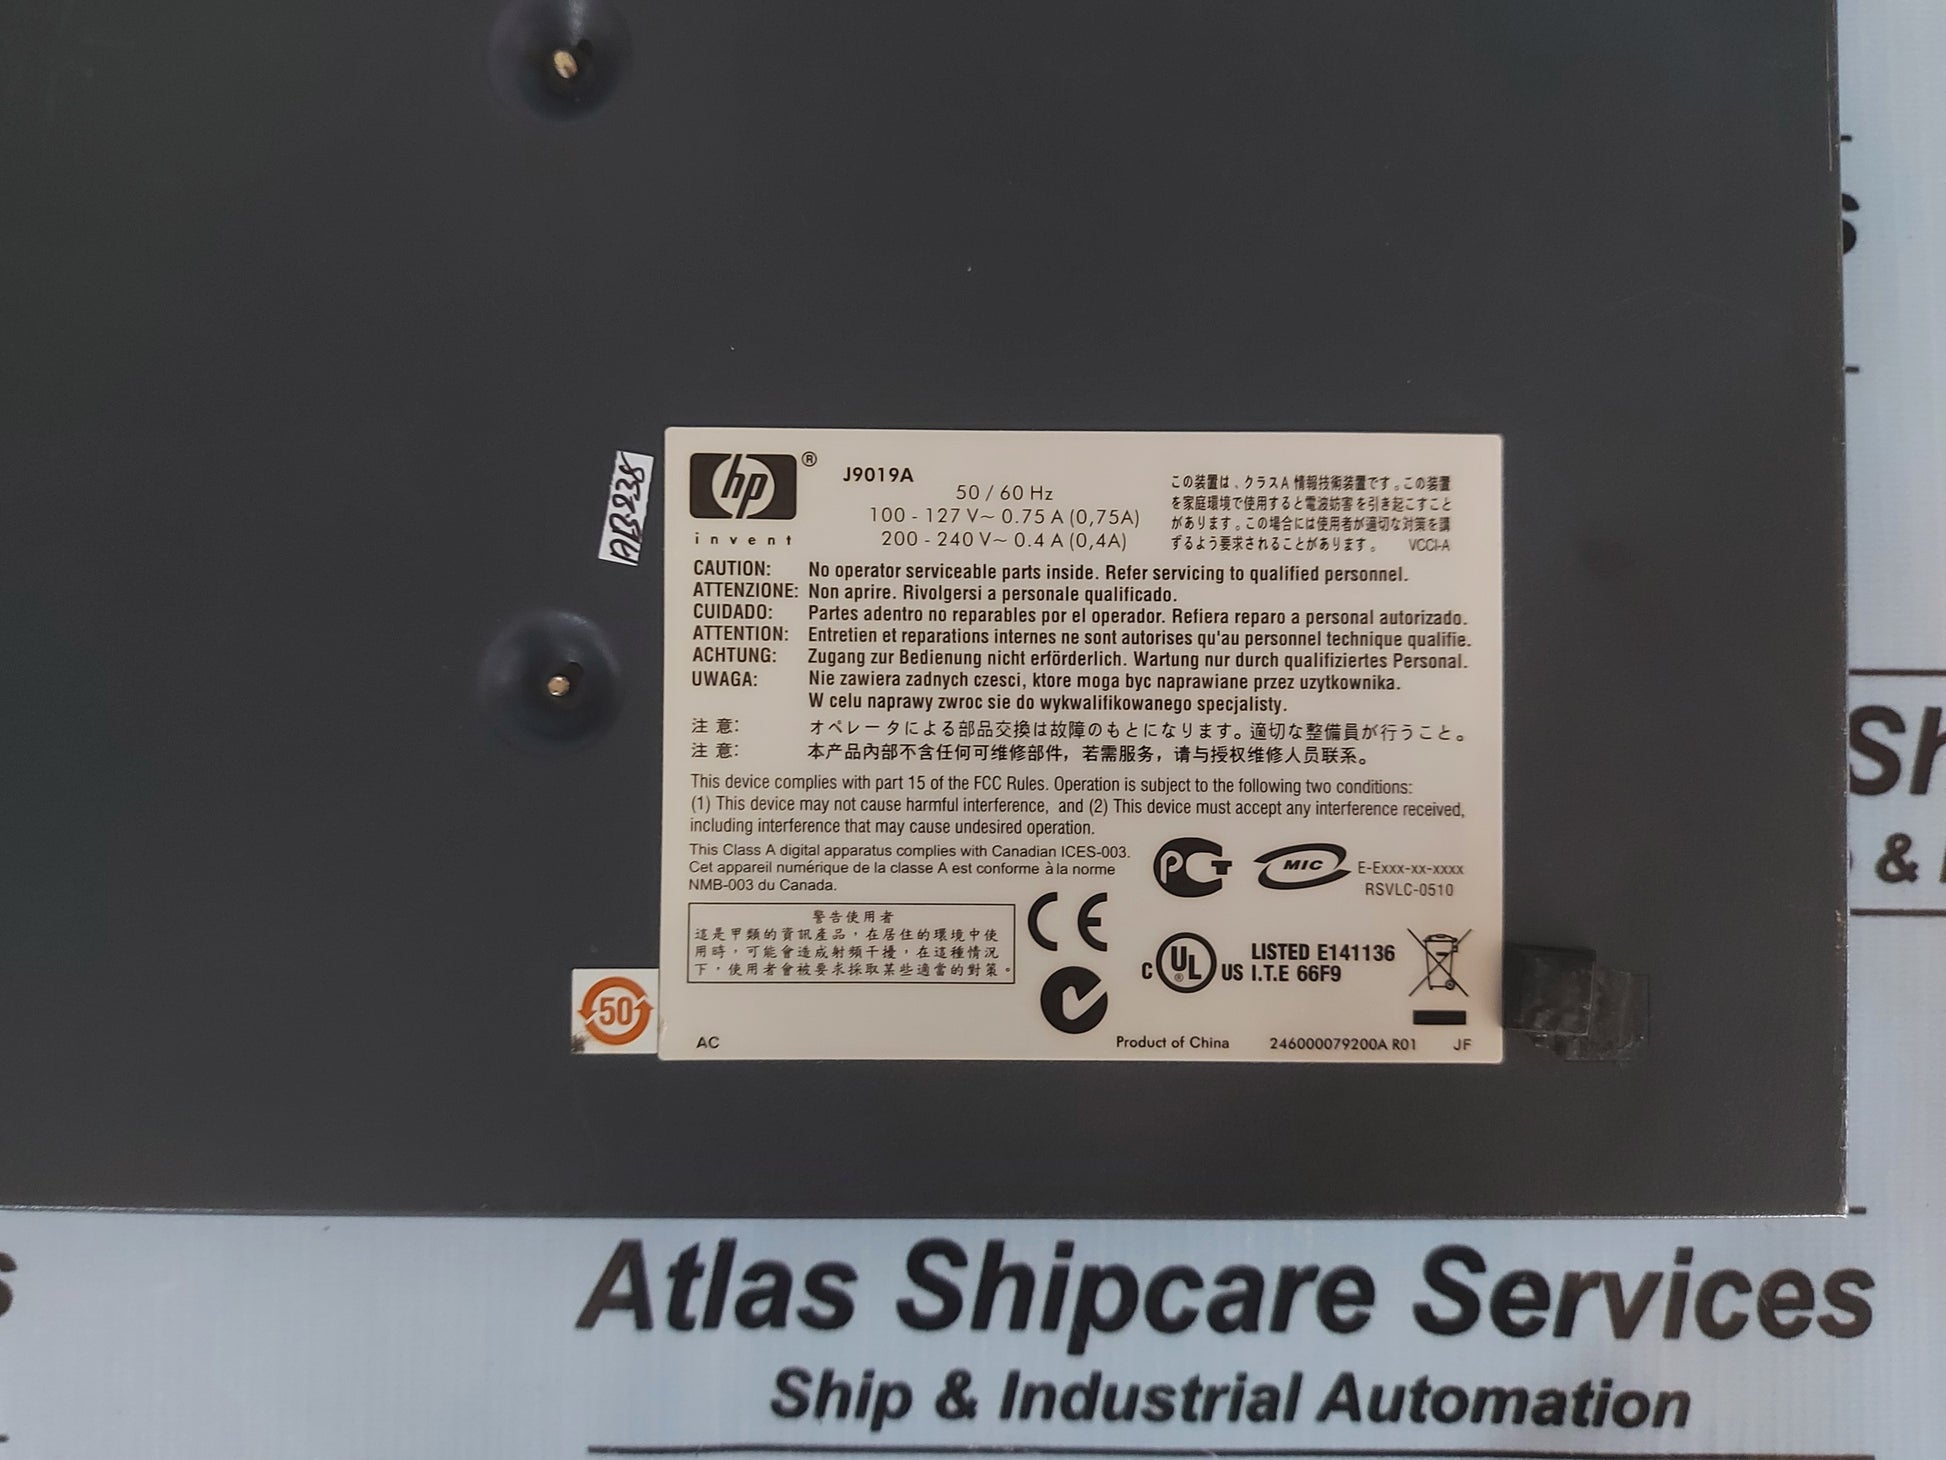 hp®
invent
J9019A
50 / 60 Hz
100 - 127 V~ 0.75 A (0,75A)
200 - 240 V~ 0.4 A (0,4A)
この装置は、クラスA 情報技術装置です。この装置
を家庭環境で使用すると電波妨害を引き起こすこと
があります。この場合には使用者が適切な対策を講
ずるよう要求されることがあります。 VCCI-A
CAUTION: No operator serviceable parts inside. Refer servicing to qualified personnel.
ATTENZIONE: Non aprire. Rivolgersi a personale qualificado.
CUIDADO: Partes adentro no reparables por el operador. Refiera reparo a personal autorizado.
ATTENTION: Entretien et reparations internes ne sont autorises qu'au personnel technique qualifie.
ACHTUNG: Zugang zur Bedienung nicht erförderlich. Wartung nur durch qualifiziertes Personal.
UWAGA: Nie zawiera zadnych czesci, ktore moga byc naprawiane przez uzytkownika.
W celu naprawy zwroc sie do wykwalifikowanego specjalisty.
注 意: オペレータによる部品交換は故障のもとになります。適切な整備員が行うこと。
注 意: 本产品内部不含任何可维修部件，若需服务，请与授权维修人员联系。
This device complies with part 15 of the FCC Rules. Operation is subject to the following two conditions:
(1) This device may not cause harmful interference, and (2) This device must accept any interference received,
including interference that may cause undesired operation.
This Class A digital apparatus complies with Canadian ICES-003.
Cet appareil numérique de la classe A est conforme à la norme
NMB-003 du Canada.
PCT
MIC
E-Exxx-xx-xxxx
RSVLC-0510
警告使用者
這是甲類的資訊產品，在居住的環境中使
用時，可能會造成射頻干擾，在這種情況
下，使用者會被要求採取某些適當的對策。
CE
C UL® US LISTED E141136
I.T.E 66F9
50
AC
Product of China
246000079200A R01
JF
Atlas Shipcare Services
Ship & Industrial Automation
s
s
Sh
&